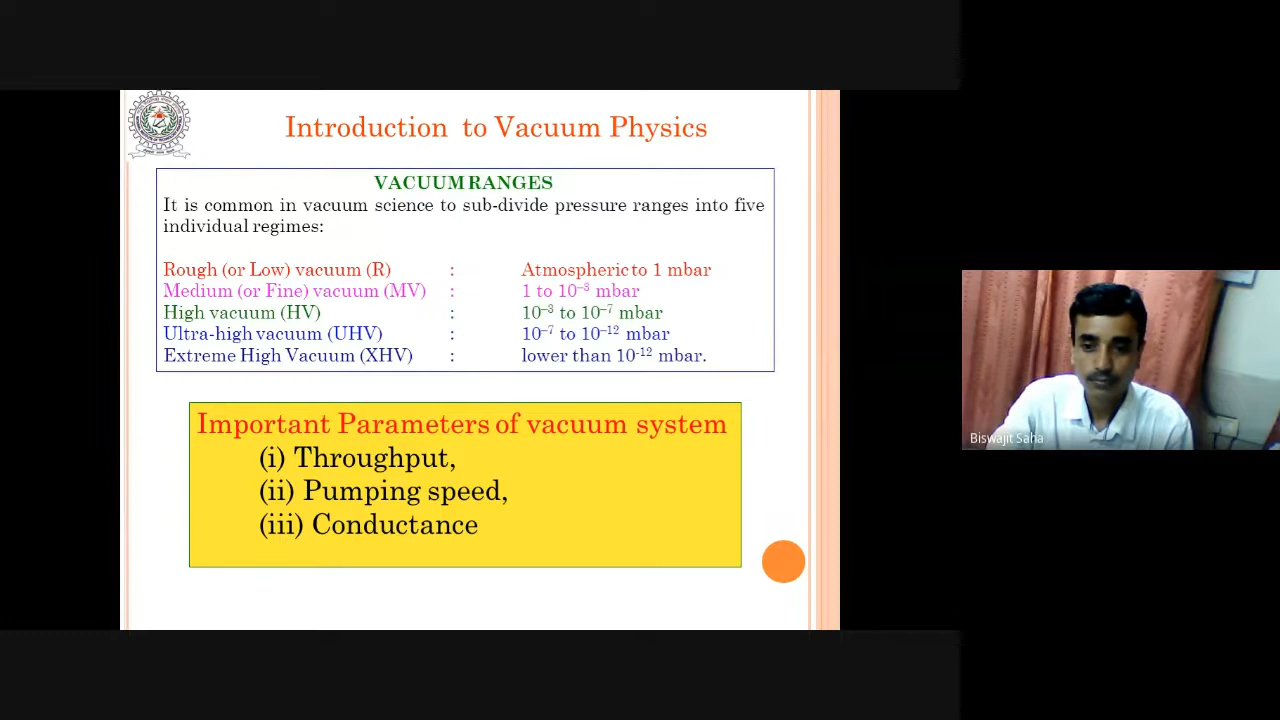 Introduction to Vacuum Physics
VACUUM RANGES
It is common in vacuum science to sub-divide pressure ranges into five
individual regimes:
Rough (or Low) vacuum (R) : Atmospheric to 1 mbar
Medium (or Fine) vacuum (MV) : 1 to 10⁻³ mbar
High vacuum (HV) : 10⁻³ to 10⁻⁷ mbar
Ultra-high vacuum (UHV) : 10⁻⁷ to 10⁻¹² mbar
Extreme High Vacuum (XHV) : lower than 10⁻¹² mbar.
Important Parameters of vacuum system
(i) Throughput,
(ii) Pumping speed,
(iii) Conductance
Biswajit Saha